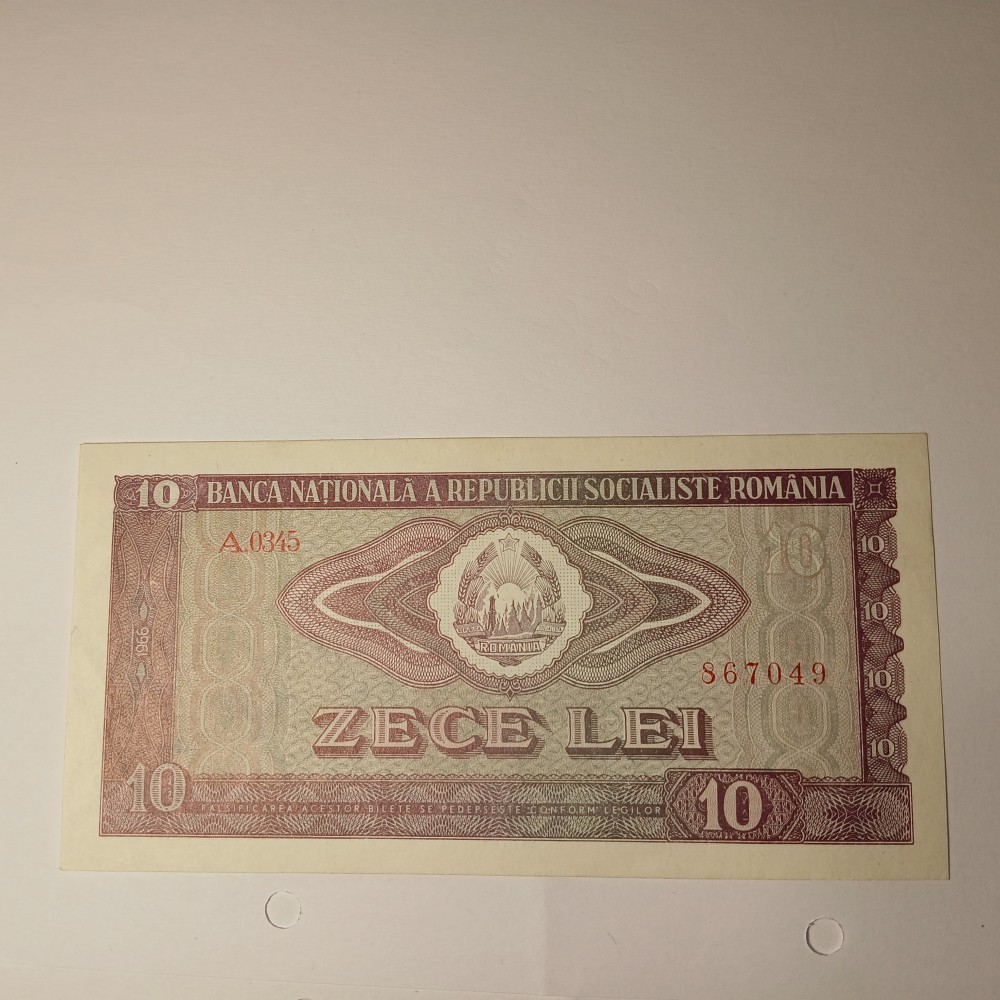 10 BANCA NAȚIONALĂ A REPUBLICII SOCIALISTE ROMÂNIA
A.0345
10
10
10
1966
ROMANIA
867049
10
ZECE LEI
10
10
FALSIFICAREA ACESTOR BILETE SE PEDEPSEȘTE CONFORM LEGILOR
10